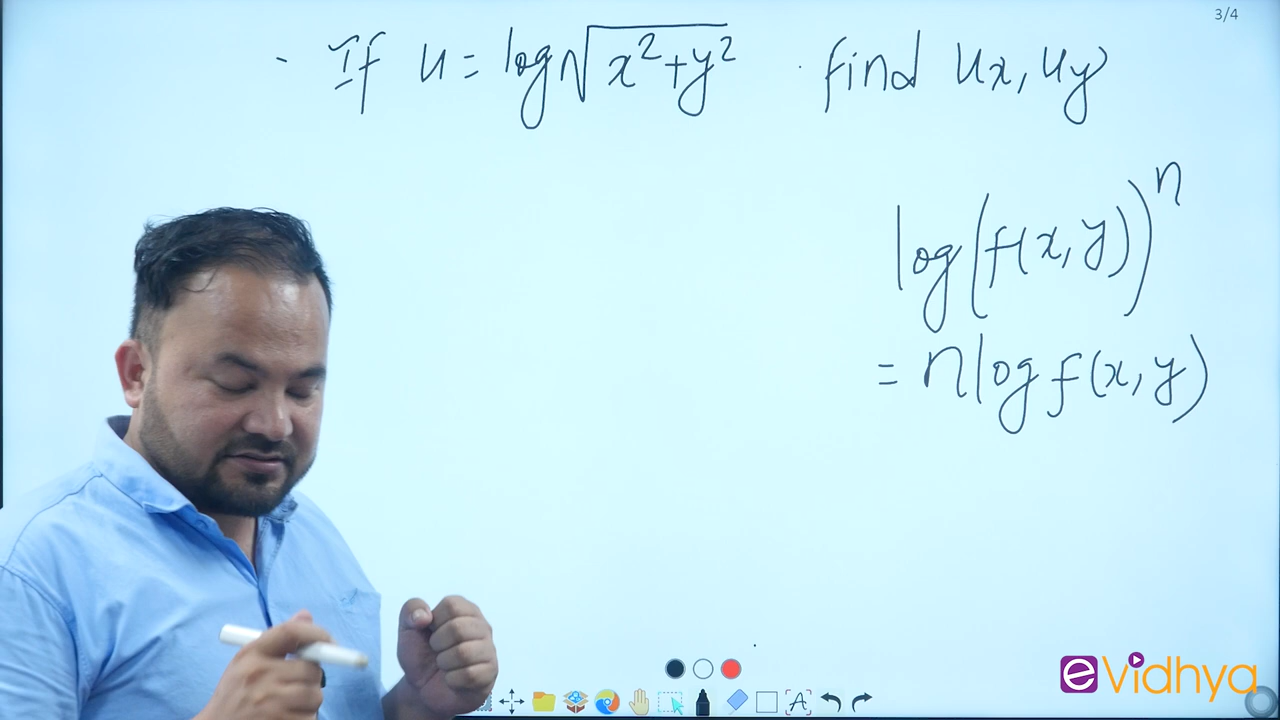 3/4
· If u = log√(x²+y²) · find ux, uy
log(f(x,y))ⁿ
= n log f(x,y)
eVidhya